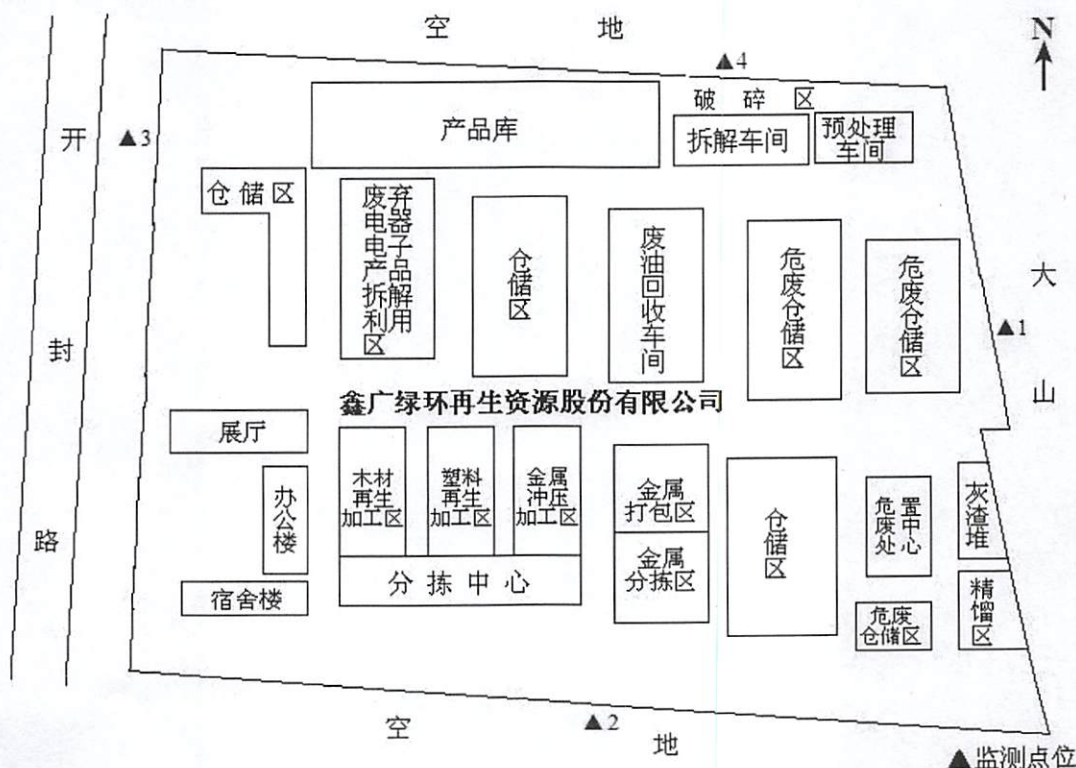 空 地
N
▲4
开
▲3
破 碎 区
产品库
拆解车间
预处理
车间
仓 储 区
废弃
电器
电子
产品
拆解
利用
区
仓储区
废油回收车间
危废仓储区
危废仓储区
大
▲1
封
山
鑫广绿环再生资源股份有限公司
展厅
木材
再生
加工区
塑料
再生
加工区
金属
冲压
加工区
金属
打包区
仓储区
危废处
置中心
灰渣堆
办公楼
路
分 拣 中 心
金属
分拣区
宿舍楼
危废
仓储区
精馏区
空
▲2
地
▲监测点位